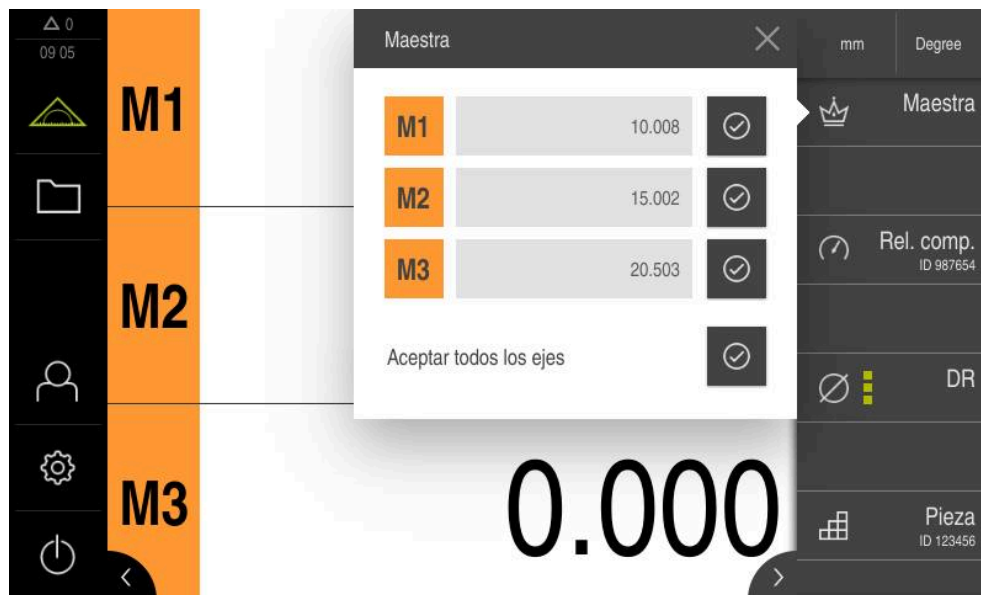 0
09 05
M1
M2
M3
0.000
Maestra
M1 10.008
M2 15.002
M3 20.503
Aceptar todos los ejes
mm Degree
Maestra
Rel. comp.
ID 987654
DR
Pieza
ID 123456